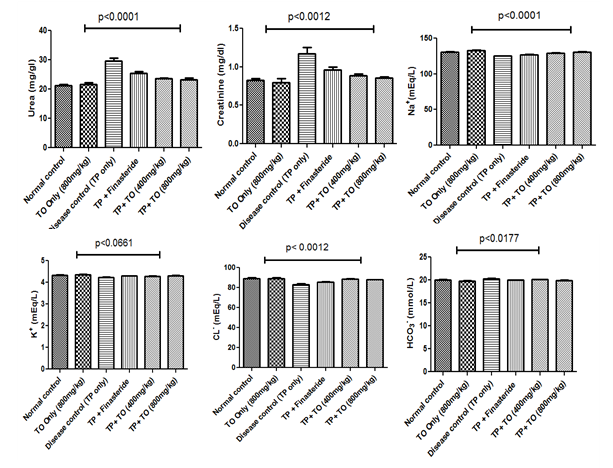 p<0.0001
Urea (mg/gl)
40
30
20
10
0
Normal control
TO Only (800mg/kg)
Disease control (TP only)
TP + Finasteride
TP+ TO (400mg/kg)
TP+ TO (800mg/kg)
p<0.0012
Creatinine (mg/dl)
1.5
1.0
0.5
0.0
Normal control
TO Only (800mg/kg)
Disease control (TP only)
TP + Finasteride
TP+ TO (400mg/kg)
TP+ TO (800mg/kg)
p<0.0001
Na+(mEq/L)
150
100
50
0
Normal control
TO Only (800mg/kg)
Disease control (TP only)
TP + Finasteride
TP+ TO (400mg/kg)
TP+ TO (800mg/kg)
p<0.0661
K+ (mEq/L)
5
4
3
2
1
0
Normal control
TO Only (800mg/kg)
Disease control (TP only)
TP + Finasteride
TP+ TO (400mg/kg)
TP+ TO (800mg/kg)
p< 0.0012
CL- (mEq/L)
100
80
60
40
20
0
Normal control
TO Only (800mg/kg)
Disease control (TP only)
TP + Finasteride
TP+ TO (400mg/kg)
TP+ TO (800mg/kg)
p<0.0177
HCO3- (mmol/L)
25
20
15
10
5
0
Normal control
TO Only (800mg/kg)
Disease control (TP only)
TP + Finasteride
TP+ TO (400mg/kg)
TP+ TO (800mg/kg)